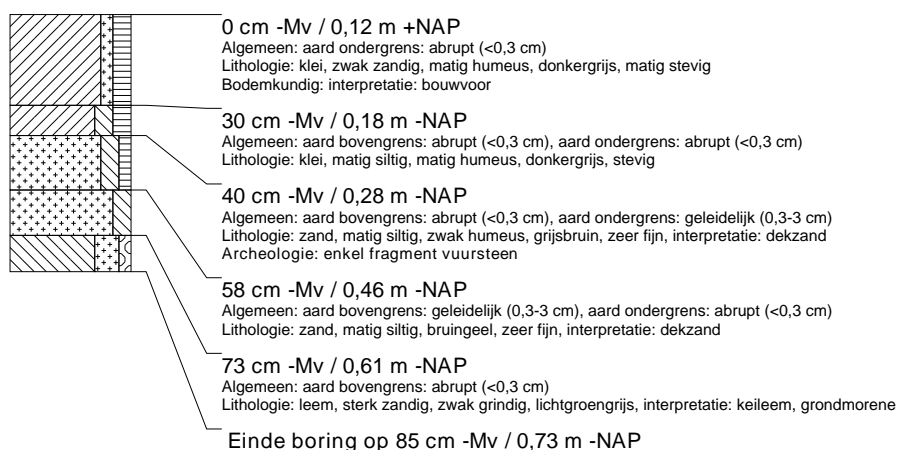 0 cm -Mv / 0,12 m +NAP
Algemeen: aard ondergrens: abrupt (<0,3 cm)
Lithologie: klei, zwak zandig, matig humeus, donkergrijs, matig stevig
Bodemkundig: interpretatie: bouwvoor
30 cm -Mv / 0,18 m -NAP
Algemeen: aard bovengrens: abrupt (<0,3 cm), aard ondergrens: abrupt (<0,3 cm)
Lithologie: klei, matig siltig, matig humeus, donkergrijs, stevig
40 cm -Mv / 0,28 m -NAP
Algemeen: aard bovengrens: abrupt (<0,3 cm), aard ondergrens: geleidelijk (0,3-3 cm)
Lithologie: zand, matig siltig, zwak humeus, grijsbruin, zeer fijn, interpretatie: dekzand
Archeologie: enkel fragment vuursteen
58 cm -Mv / 0,46 m -NAP
Algemeen: aard bovengrens: geleidelijk (0,3-3 cm), aard ondergrens: abrupt (<0,3 cm)
Lithologie: zand, matig siltig, bruingeel, zeer fijn, interpretatie: dekzand
73 cm -Mv / 0,61 m -NAP
Algemeen: aard bovengrens: abrupt (<0,3 cm)
Lithologie: leem, sterk zandig, zwak grindig, lichtgroengrijs, interpretatie: keileem, grondmorene
Einde boring op 85 cm -Mv / 0,73 m -NAP